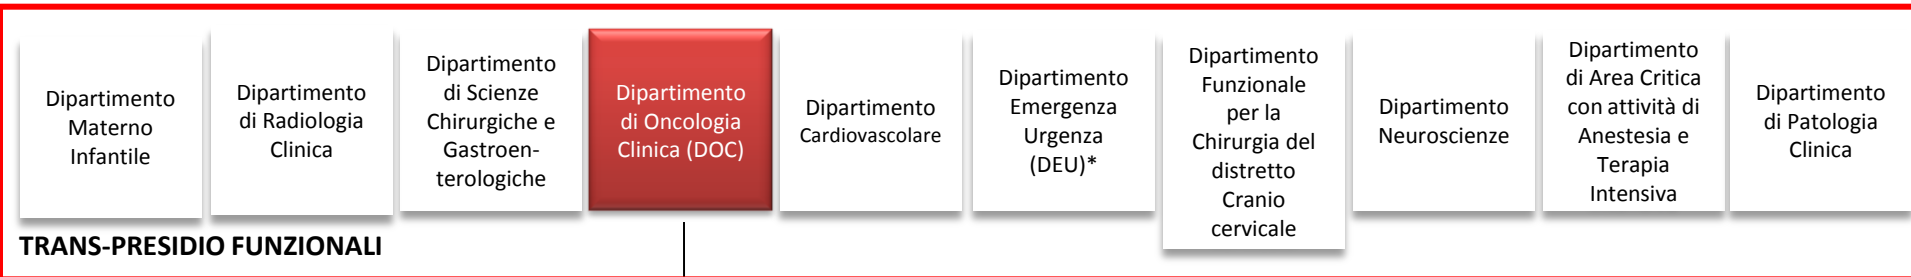 Dipartimento
Materno
Infantile
Dipartimento
di Radiologia
Clinica
Dipartimento
di Scienze
Chirurgiche e
Gastroen-
terologiche
Dipartimento
di Oncologia
Clinica (DOC)
Dipartimento
Cardiovascolare
Dipartimento
Emergenza
Urgenza
(DEU)*
Dipartimento
Funzionale
per la
Chirurgia del
distretto
Cranio
cervicale
Dipartimento
Neuroscienze
Dipartimento
di Area Critica
con attività di
Anestesia e
Terapia
Intensiva
Dipartimento
di Patologia
Clinica
TRANS-PRESIDIO FUNZIONALI